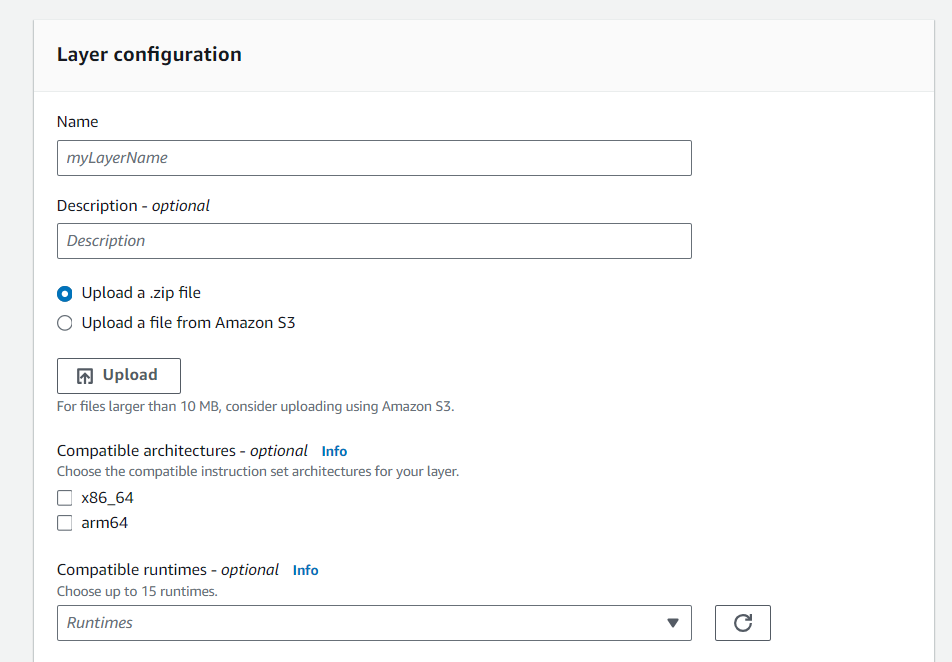 Layer configuration
Name
myLayerName
Description - optional
Description
Upload a .zip file
Upload a file from Amazon S3
Upload
For files larger than 10 MB, consider uploading using Amazon S3.
Compatible architectures - optional Info
Choose the compatible instruction set architectures for your layer.
x86_64
arm64
Compatible runtimes - optional Info
Choose up to 15 runtimes.
Runtimes